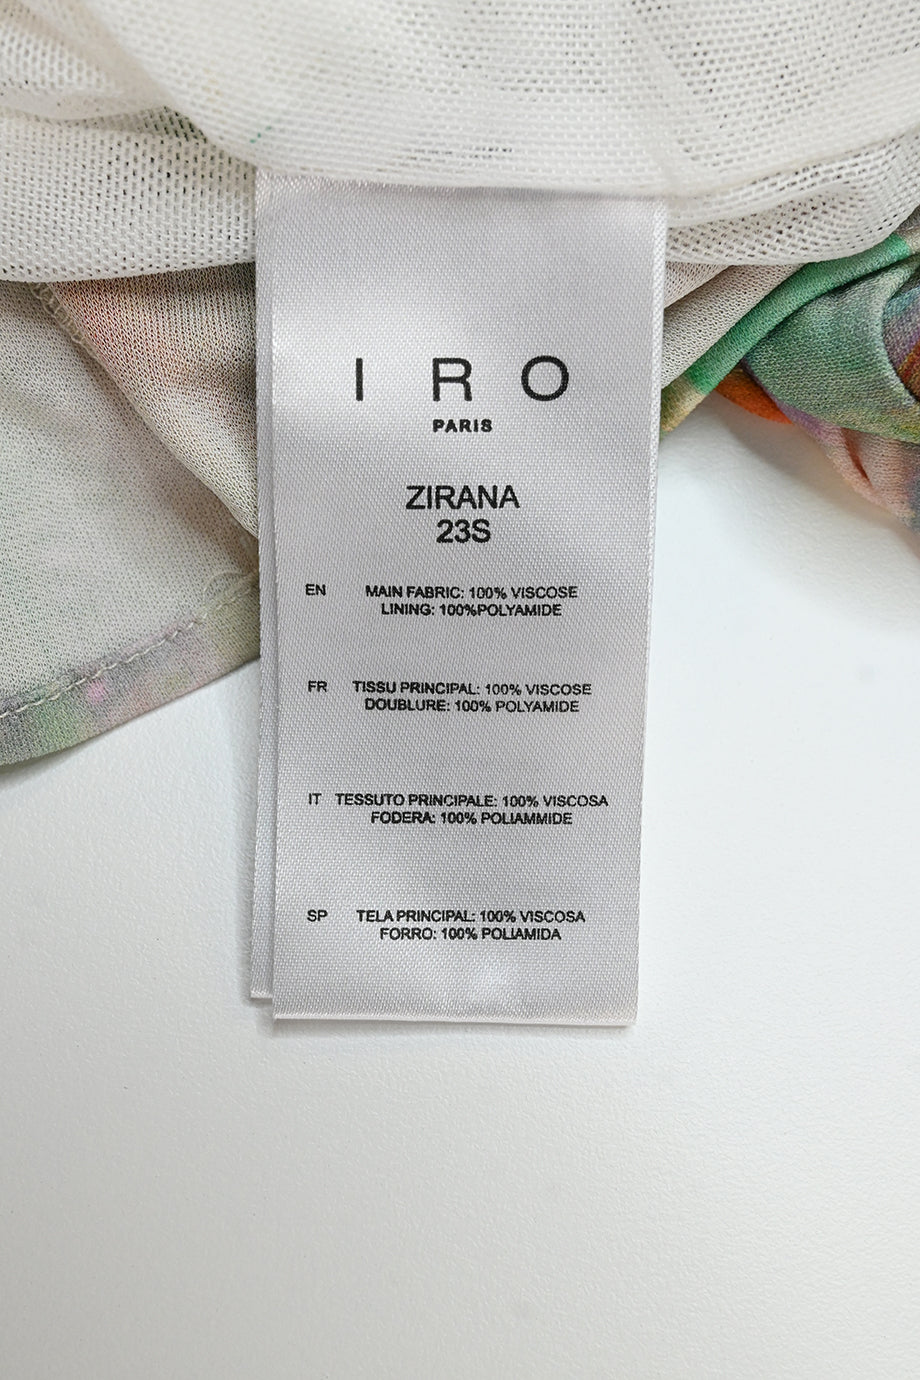 IRO
PARIS
ZIRANA
23S
EN MAIN FABRIC: 100% VISCOSE
LINING: 100%POLYAMIDE
FR TISSU PRINCIPAL: 100% VISCOSE
DOUBLURE: 100% POLYAMIDE
IT TESSUTO PRINCIPALE: 100% VISCOSA
FODERA: 100% POLIAMMIDE
SP TELA PRINCIPAL: 100% VISCOSA
FORRO: 100% POLIAMIDA